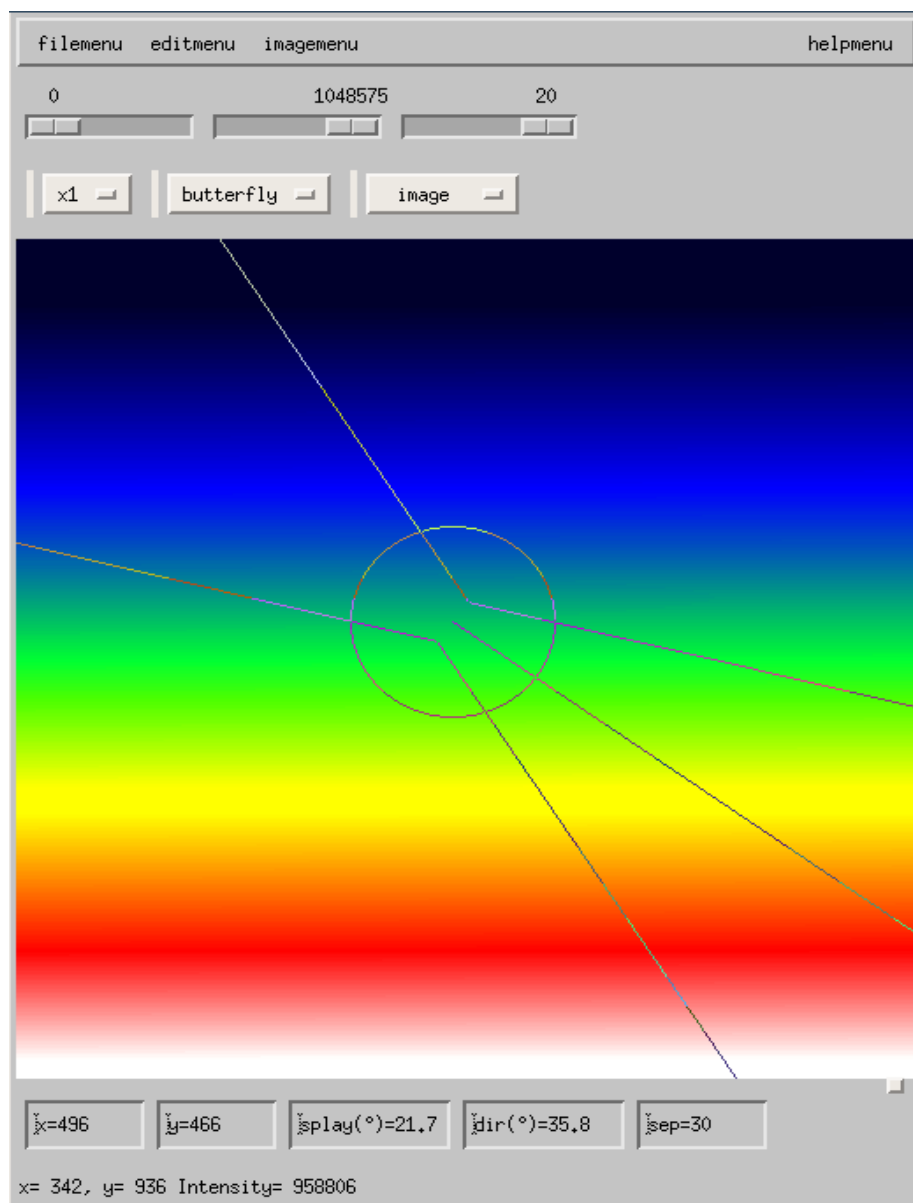 filemenu editmenu imagemenu helpmenu
0 1048575 20
x1 butterfly image
x=496 y=466 splay(°)=21.7 dir(°)=35.8 sep=30
x= 342, y= 936 Intensity= 958806